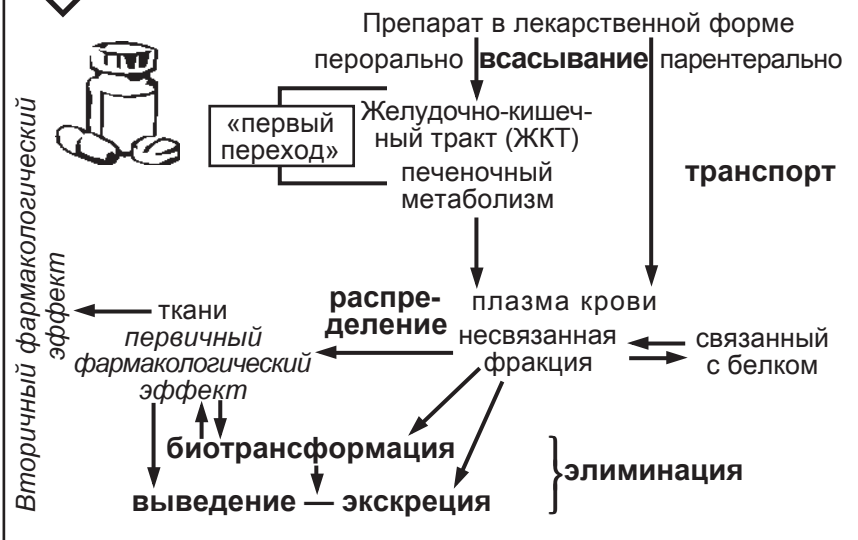 Препарат в лекарственной форме
перорально всасывание парентерально
«первый
переход»
Желудочно-кишеч-
ный тракт (ЖКТ)
печеночный
метаболизм
транспорт
плазма крови
распре-
деление
несвязанная
фракция
связанный
с белком
ткани
первичный
фармакологический
эффект
Вторичный фармакологический
эффект
биотрансформация
выведение — экскреция
элиминация